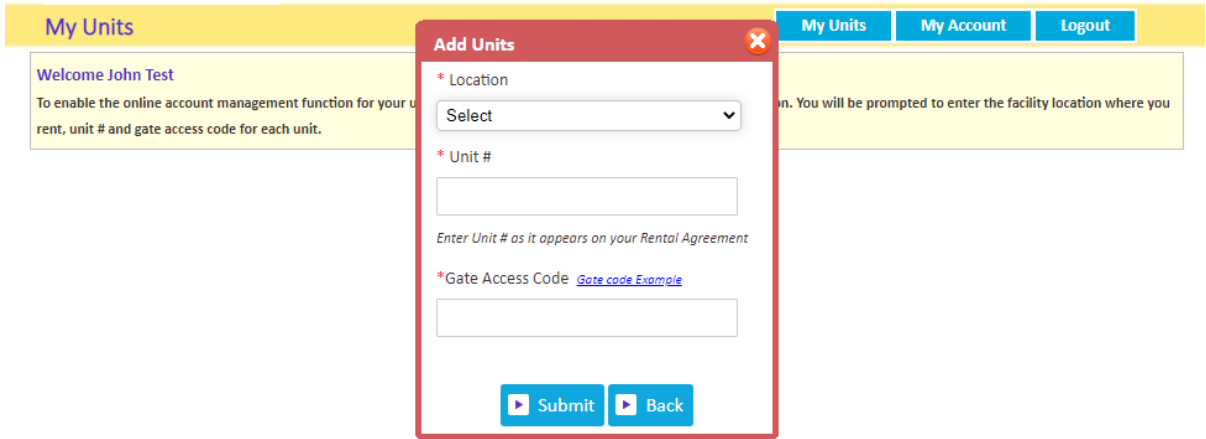 My Units
My Units
My Account
Logout
Welcome John Test
To enable the online account management function for your u
n. You will be prompted to enter the facility location where you
rent, unit # and gate access code for each unit.
Add Units
* Location
Select
* Unit #
Enter Unit # as it appears on your Rental Agreement
*Gate Access Code Gate code Example
Submit
Back